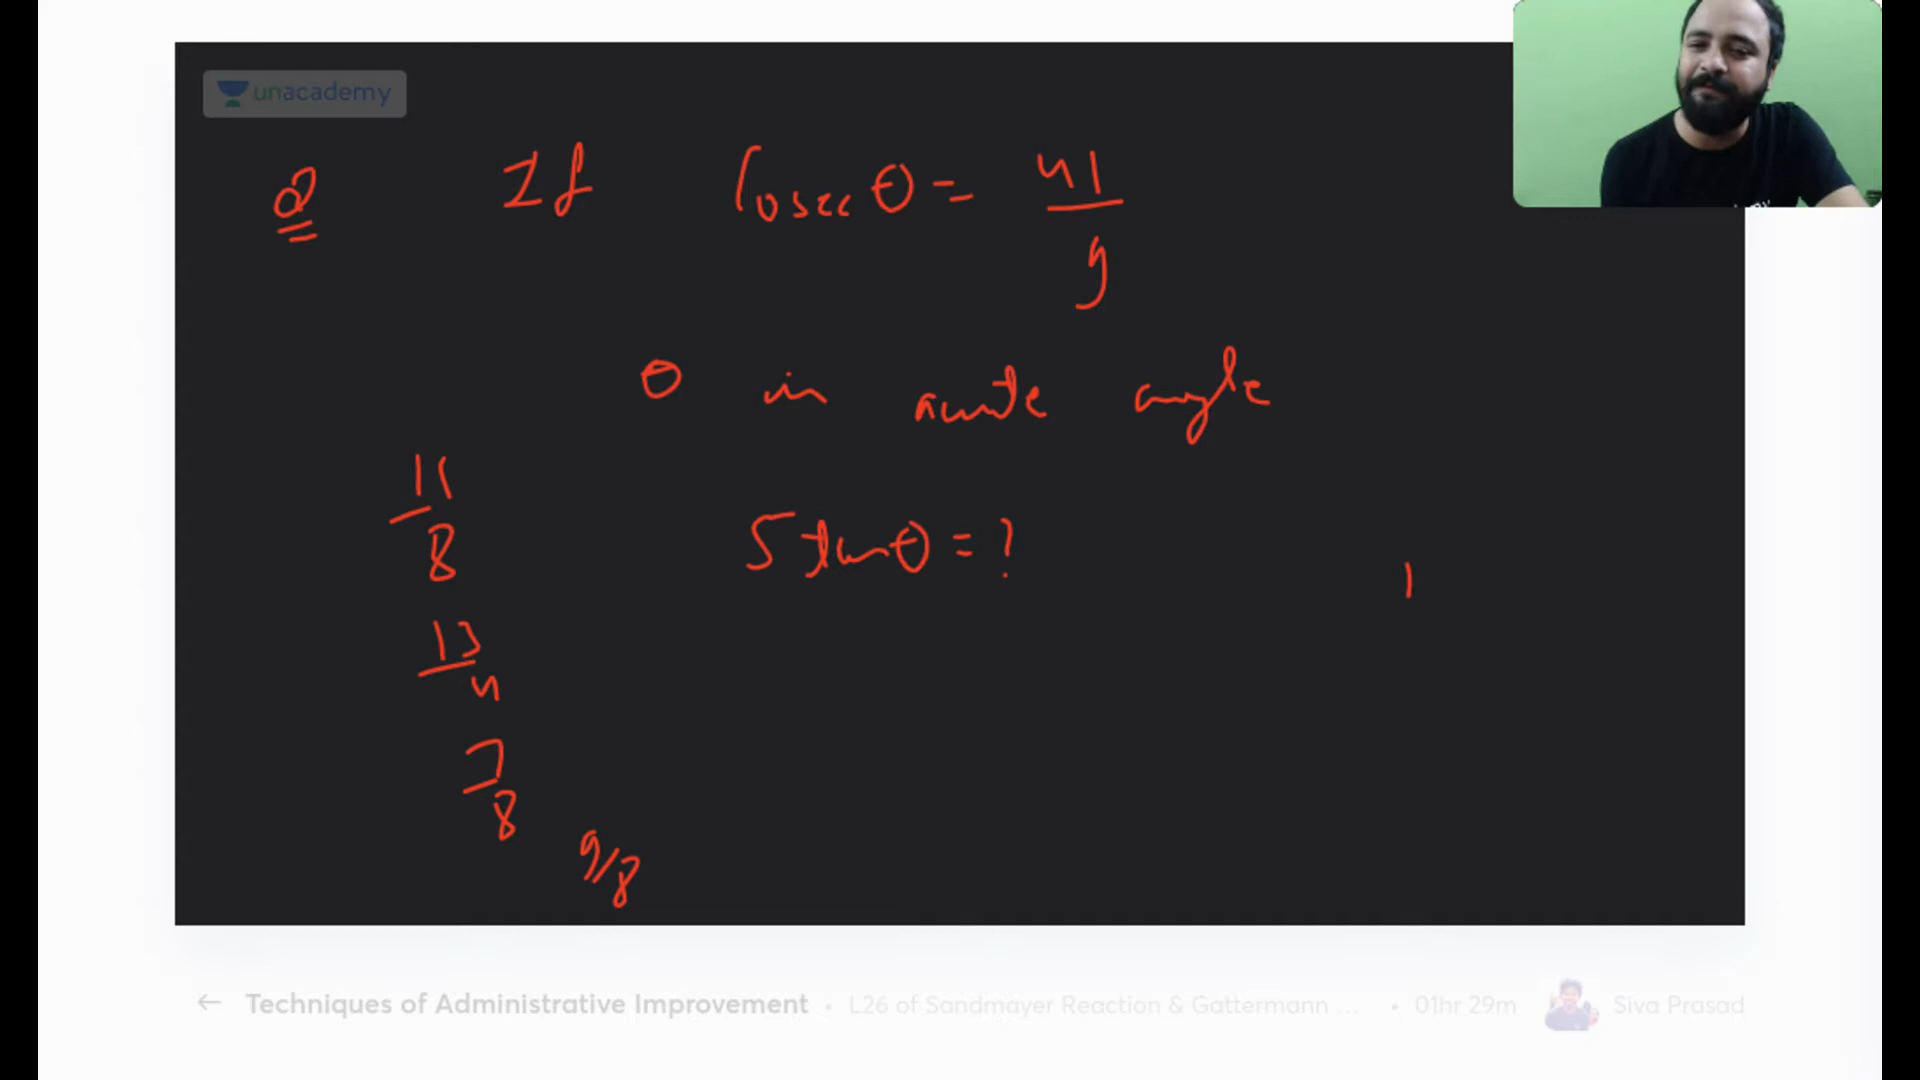 unacademy
Q If Cosec θ = 41/9
θ in acute angle
11/8
5 tan θ = ?
13/4
7/8
9/8
← Techniques of Administrative Improvement • L26 of Sandmayer Reaction & Gattermann ... • 01hr 29m Siva Prasad